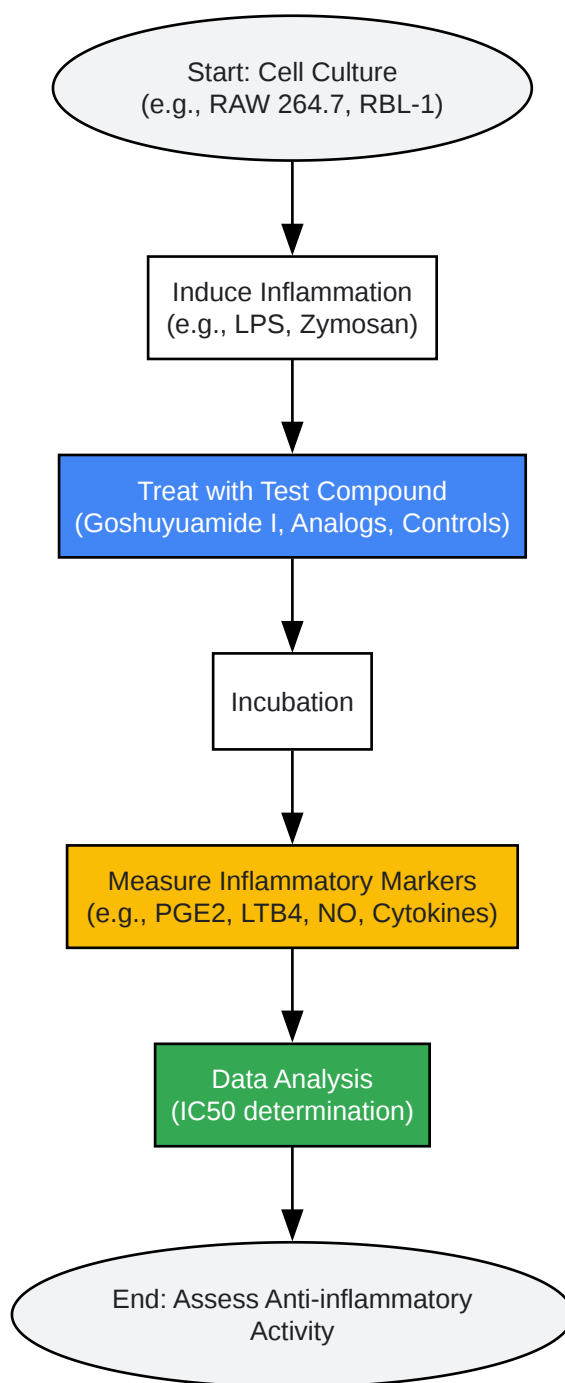 Start: Cell Culture
(e.g., RAW 264.7, RBL-1)
Induce Inflammation
(e.g., LPS, Zymosan)
Treat with Test Compound
(Goshuyuamide I, Analogs, Controls)
Incubation
Measure Inflammatory Markers
(e.g., PGE2, LTB4, NO, Cytokines)
Data Analysis
(IC50 determination)
End: Assess Anti-inflammatory
Activity